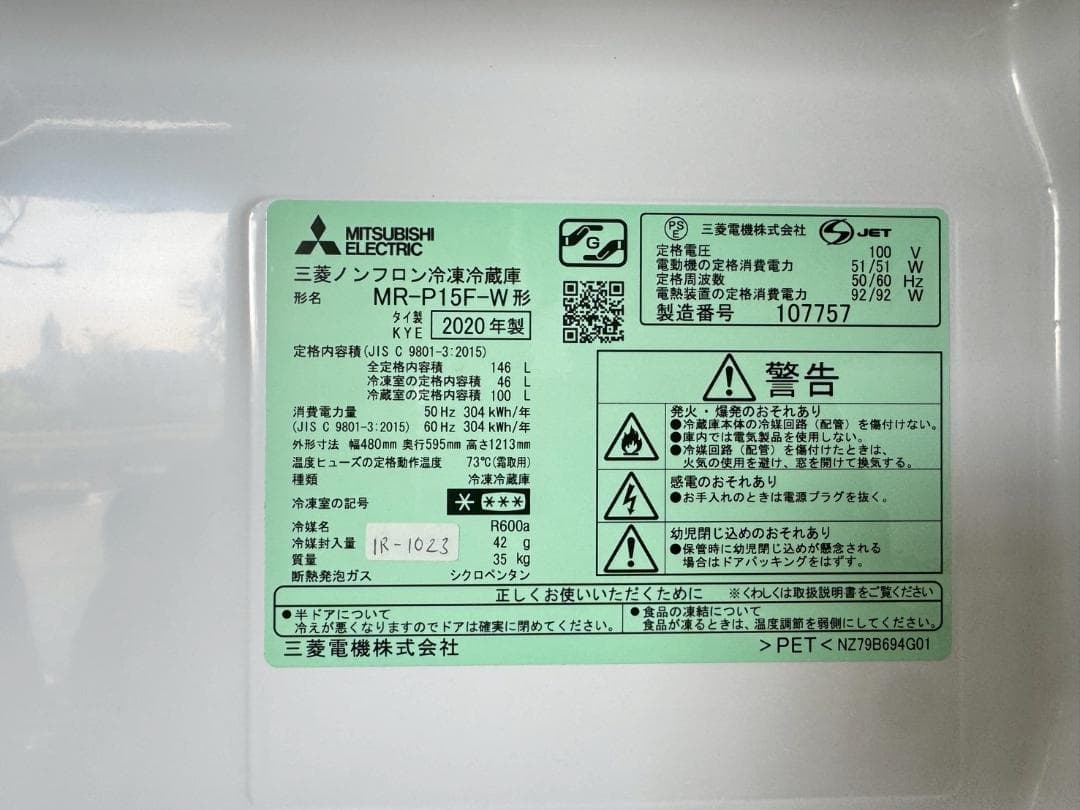 MITSUBISHI
ELECTRIC
三菱ノンフロン冷凍冷蔵庫
形名 MR-P15F-W形
タイ製
KYE 2020年製
定格内容積(JIS C 9801-3:2015)
全定格内容積 146 L
冷凍室の定格内容積 46 L
冷蔵室の定格内容積 100 L
消費電力量 50Hz 304kWh/年
(JIS C 9801-3:2015) 60Hz 304kWh/年
外形寸法 幅480mm 奥行595mm 高さ1213mm
温度ヒューズの定格動作温度 73℃(霜取用)
種類 冷凍冷蔵庫
冷凍室の記号 * ***
冷媒名 R600a
冷媒封入量 42 g
質量 35 kg
断熱発泡ガス シクロペンタン
1R-1023
G
PSE 三菱電機株式会社 S JET
定格電圧 100 V
電動機の定格消費電力 51/51 W
定格周波数 50/60 Hz
電熱装置の定格消費電力 92/92 W
製造番号 107757
警告
発火・爆発のおそれあり
●冷蔵庫本体の冷媒回路(配管)を傷付けない。
●庫内では電気製品を使用しない。
●冷媒回路(配管)を傷付けたときは、
火気の使用を避け、窓を開けて換気する。
感電のおそれあり
●お手入れのときは電源プラグを抜く。
幼児閉じ込めのおそれあり
●保管時に幼児閉じ込めが懸念される
場合はドアパッキングをはずす。
正しくお使いいただくために ※くわしくは取扱説明書をご覧ください
●半ドアについて
冷えが悪くなりますのでドアは確実に閉めてください。
●食品の凍結について
食品が凍るときは、温度調節を弱側にしてください。
三菱電機株式会社
>PET< NZ79B694G01